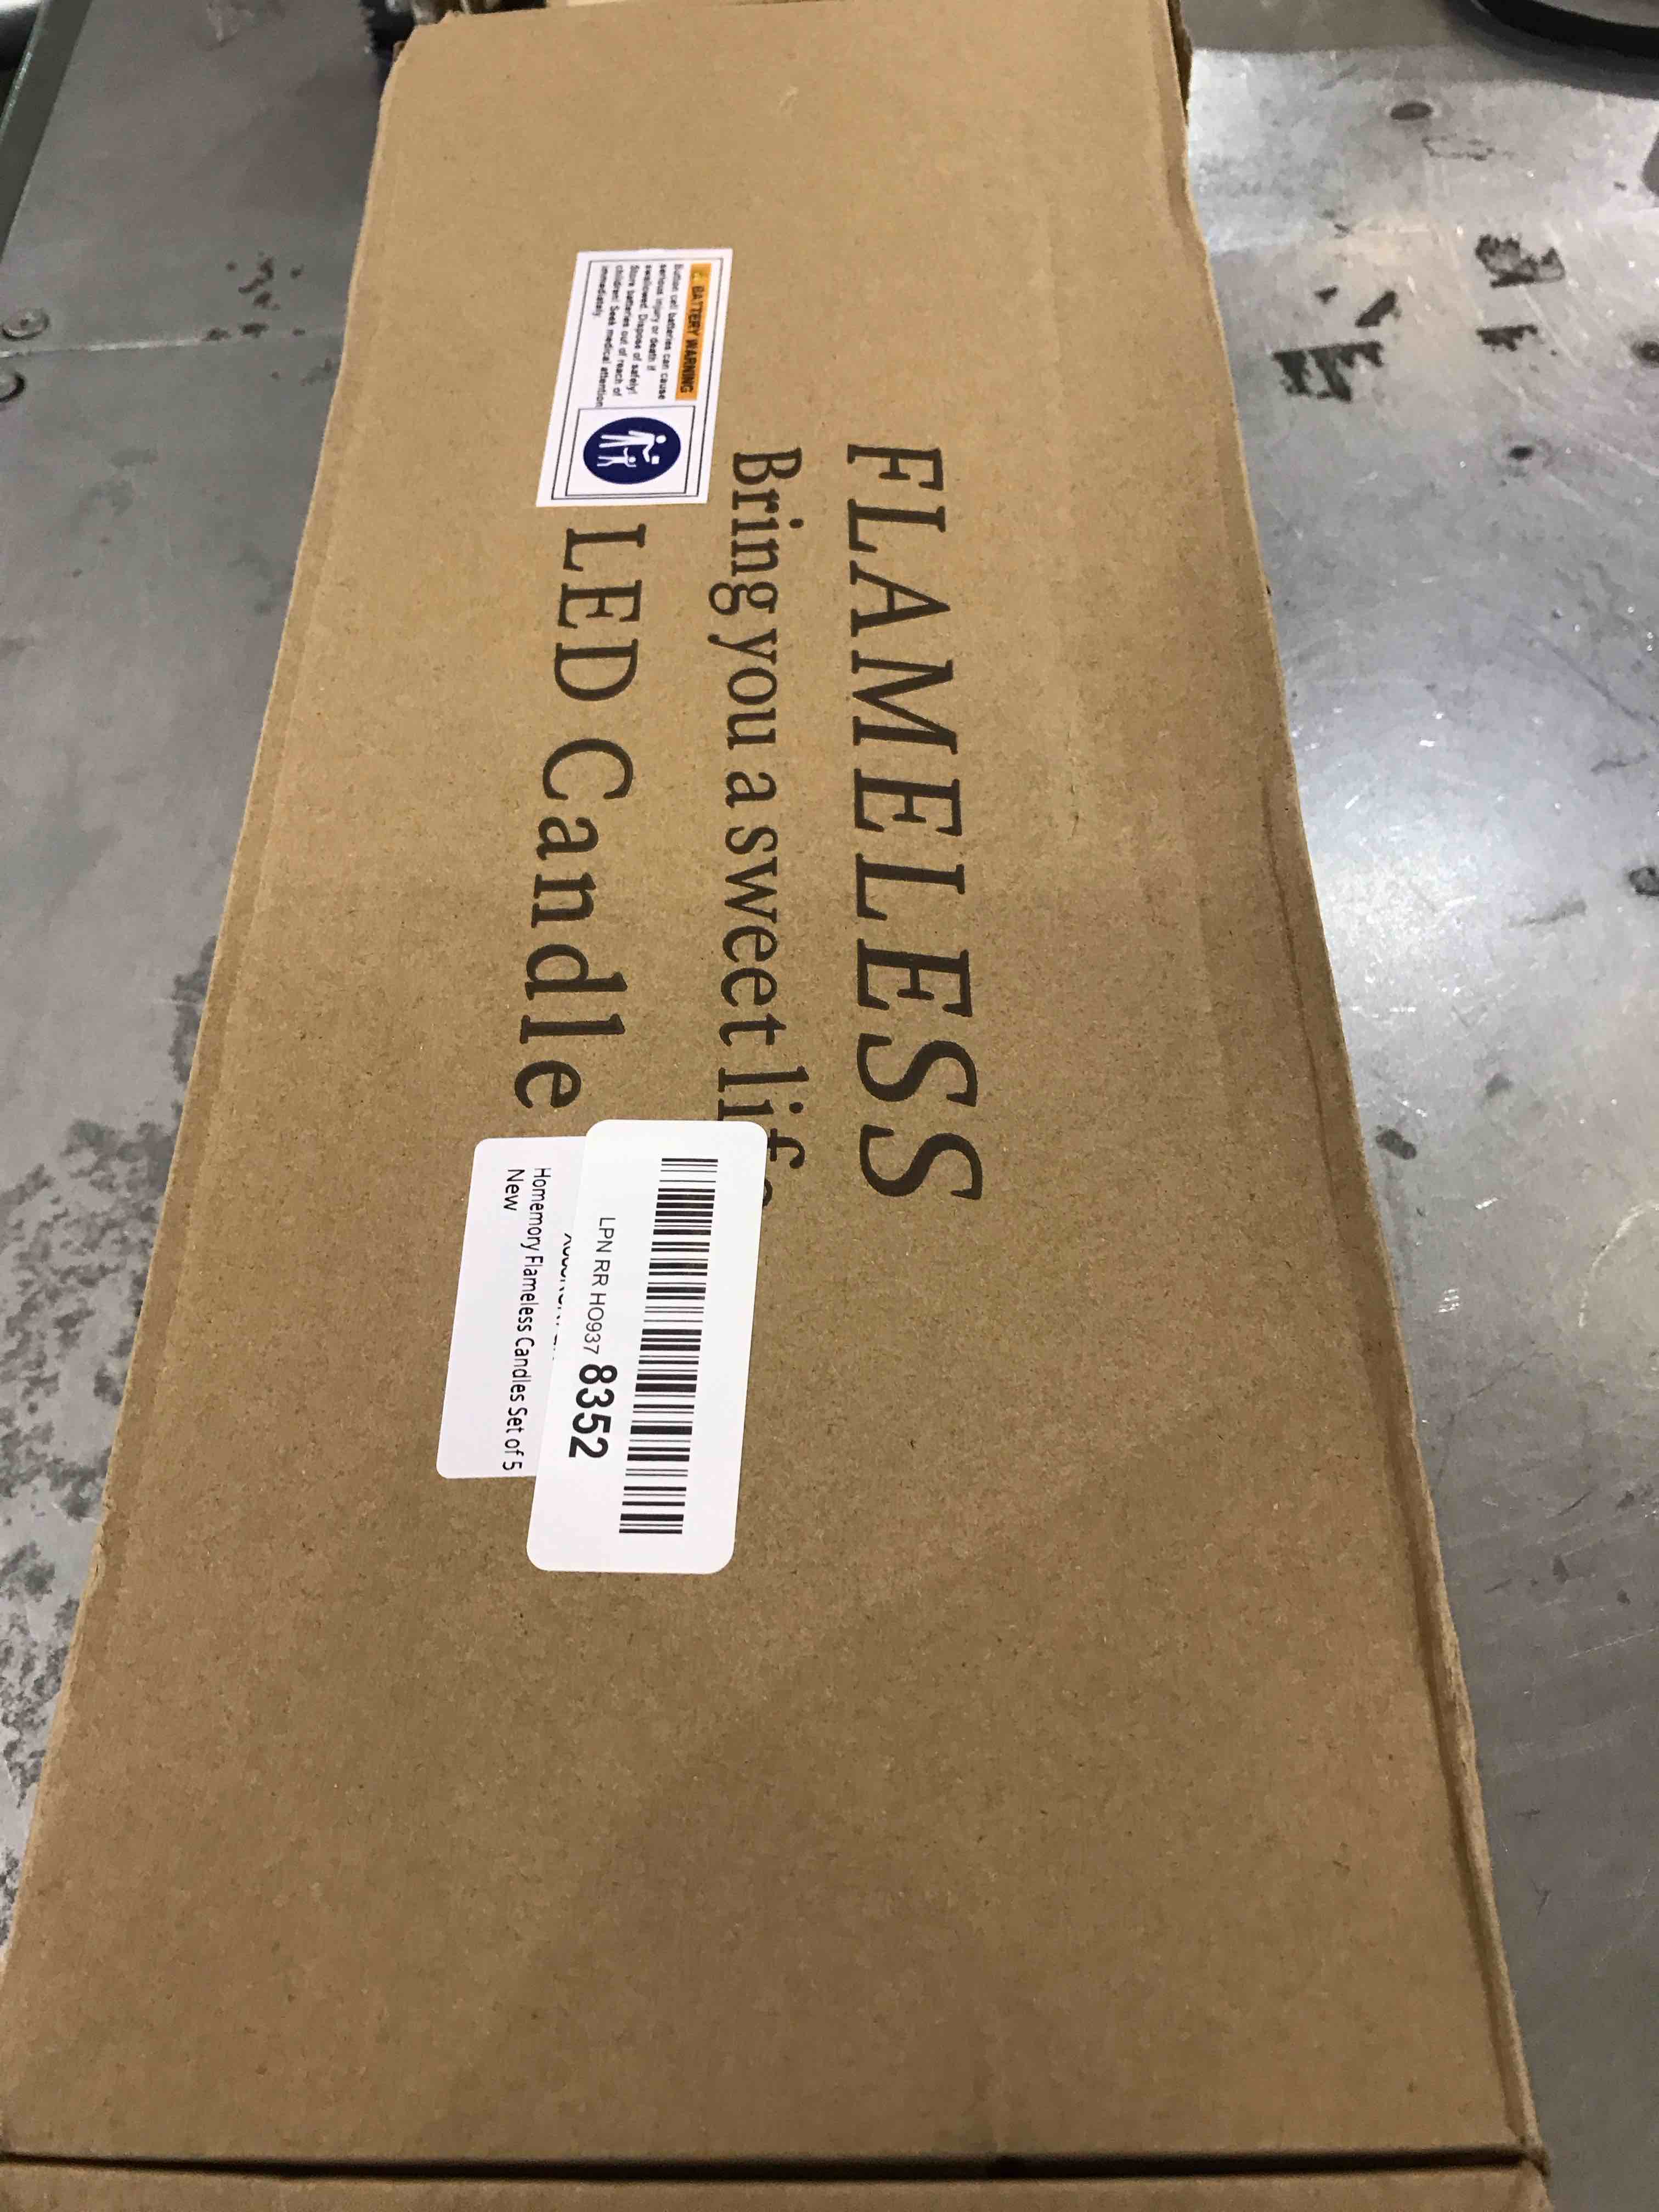 FLAMELESS
Bring you a sweet life
LED Candle
⚠ BATTERY WARNING
Button cell batteries can cause
serious injury or death if
swallowed. Dispose of safely!
Store batteries out of reach of
children! Seek medical attention
immediately.
LPN RR HO937 8352
Homemory Flameless Candles Set of 5
New